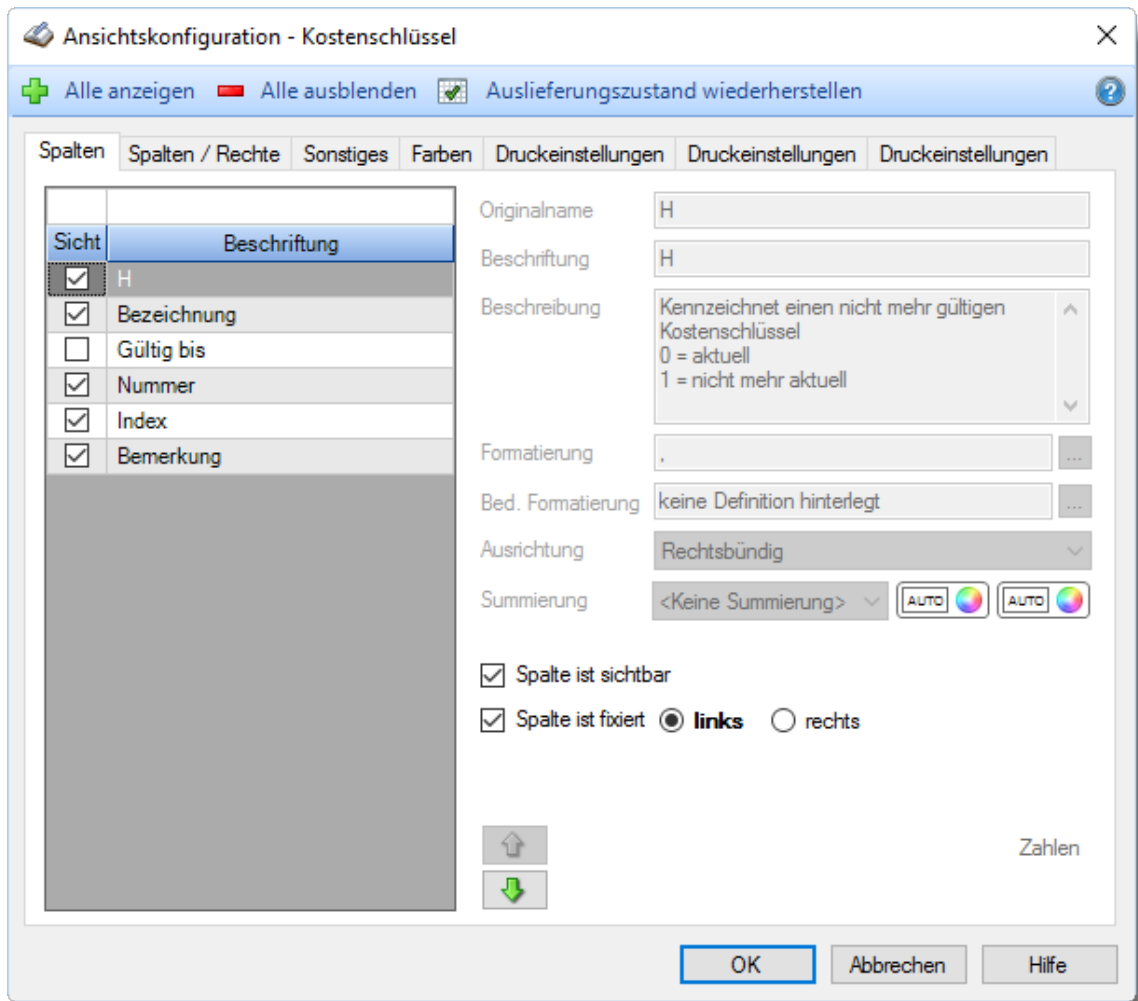 Ansichtskonfiguration - Kostenschlüssel
Alle anzeigen Alle ausblenden Auslieferungszustand wiederherstellen ?
Spalten Spalten / Rechte Sonstiges Farben Druckeinstellungen Druckeinstellungen Druckeinstellungen
Sicht Beschriftung
H
Bezeichnung
Gültig bis
Nummer
Index
Bemerkung
Originalname H
Beschriftung H
Beschreibung Kennzeichnet einen nicht mehr gültigen
Kostenschlüssel
0 = aktuell
1 = nicht mehr aktuell
Formatierung , ...
Bed. Formatierung keine Definition hinterlegt ...
Ausrichtung Rechtsbündig
Summierung <Keine Summierung> AUTO AUTO
Spalte ist sichtbar
Spalte ist fixiert links rechts
Zahlen
OK Abbrechen Hilfe